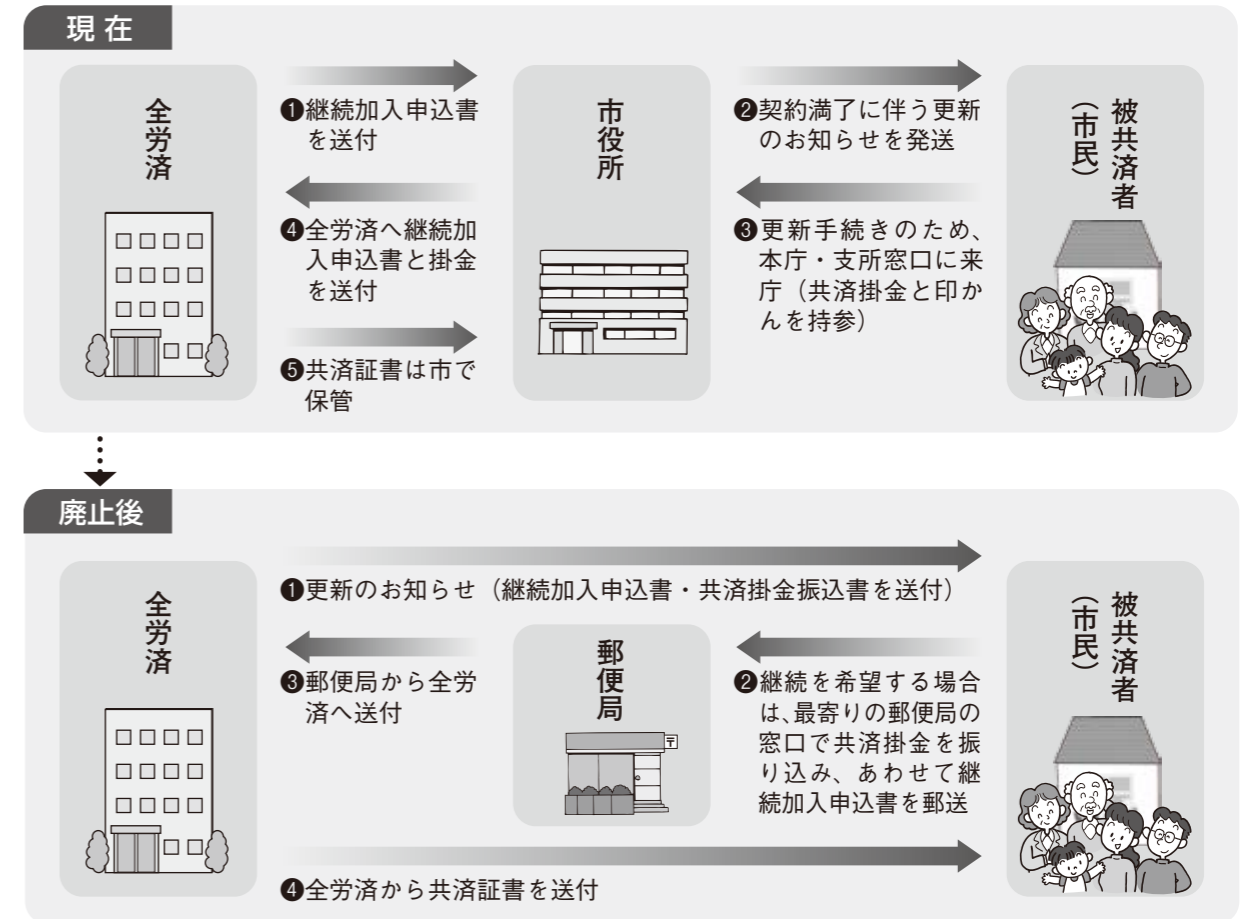 現在
全労済
❶継続加入申込書
を送付
市役所
❷契約満了に伴う更新
のお知らせを発送
被共済者
（市民）
❹全労済へ継続加
入申込書と掛金
を送付
❸更新手続きのため、
本庁・支所窓口に来
庁（共済掛金と印か
んを持参）
❺共済証書は市で
保管
廃止後
全労済
❶更新のお知らせ（継続加入申込書・共済掛金振込書を送付）
被共済者
（市民）
❸郵便局から全労
済へ送付
郵便局
〒
❷継続を希望する場合
は、最寄りの郵便局の
窓口で共済掛金を振
り込み、あわせて継
続加入申込書を郵送
❹全労済から共済証書を送付